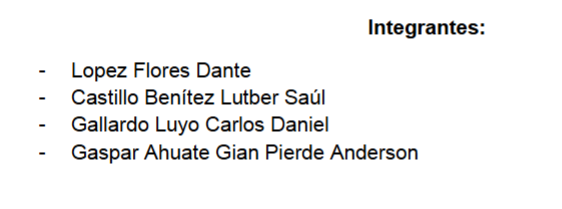 Integrantes:
- Lopez Flores Dante
- Castillo Benítez Lutber Saúl
- Gallardo Luyo Carlos Daniel
- Gaspar Ahuate Gian Pierde Anderson